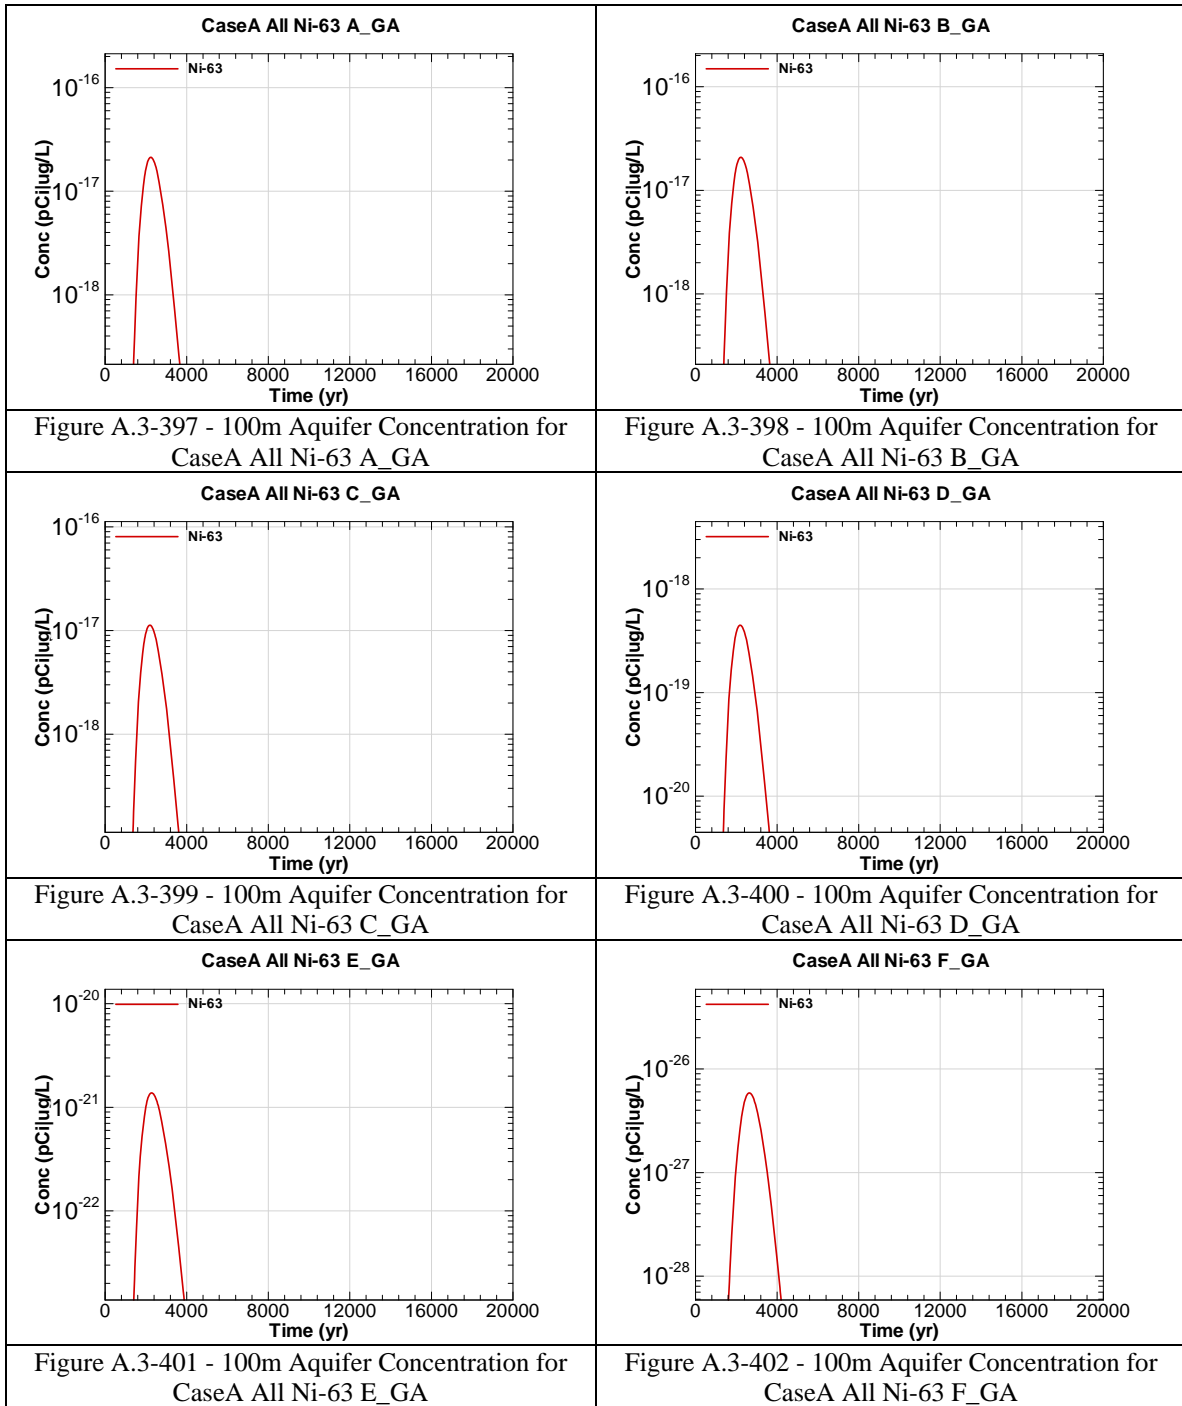 CaseA All Ni-63 A_GA
Ni-63
10-16
10-17
10-18
Conc (pCi|ug/L)
0 4000 8000 12000 16000 20000
Time (yr)
Figure A.3-397 - 100m Aquifer Concentration for
CaseA All Ni-63 A_GA
CaseA All Ni-63 B_GA
Ni-63
10-16
10-17
10-18
Conc (pCi|ug/L)
0 4000 8000 12000 16000 20000
Time (yr)
Figure A.3-398 - 100m Aquifer Concentration for
CaseA All Ni-63 B_GA
CaseA All Ni-63 C_GA
Ni-63
10-16
10-17
10-18
Conc (pCi|ug/L)
0 4000 8000 12000 16000 20000
Time (yr)
Figure A.3-399 - 100m Aquifer Concentration for
CaseA All Ni-63 C_GA
CaseA All Ni-63 D_GA
Ni-63
10-18
10-19
10-20
Conc (pCi|ug/L)
0 4000 8000 12000 16000 20000
Time (yr)
Figure A.3-400 - 100m Aquifer Concentration for
CaseA All Ni-63 D_GA
CaseA All Ni-63 E_GA
Ni-63
10-20
10-21
10-22
Conc (pCi|ug/L)
0 4000 8000 12000 16000 20000
Time (yr)
Figure A.3-401 - 100m Aquifer Concentration for
CaseA All Ni-63 E_GA
CaseA All Ni-63 F_GA
Ni-63
10-26
10-27
10-28
Conc (pCi|ug/L)
0 4000 8000 12000 16000 20000
Time (yr)
Figure A.3-402 - 100m Aquifer Concentration for
CaseA All Ni-63 F_GA